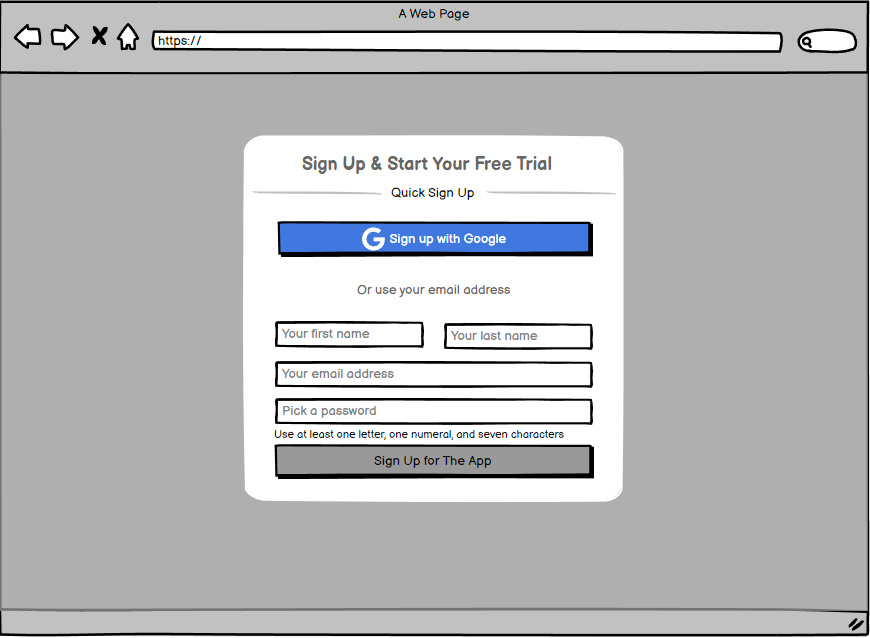 A Web Page
https://
Sign Up & Start Your Free Trial
Quick Sign Up
Sign up with Google
Or use your email address
Your first name
Your last name
Your email address
Pick a password
Use at least one letter, one numeral, and seven characters
Sign Up for The App